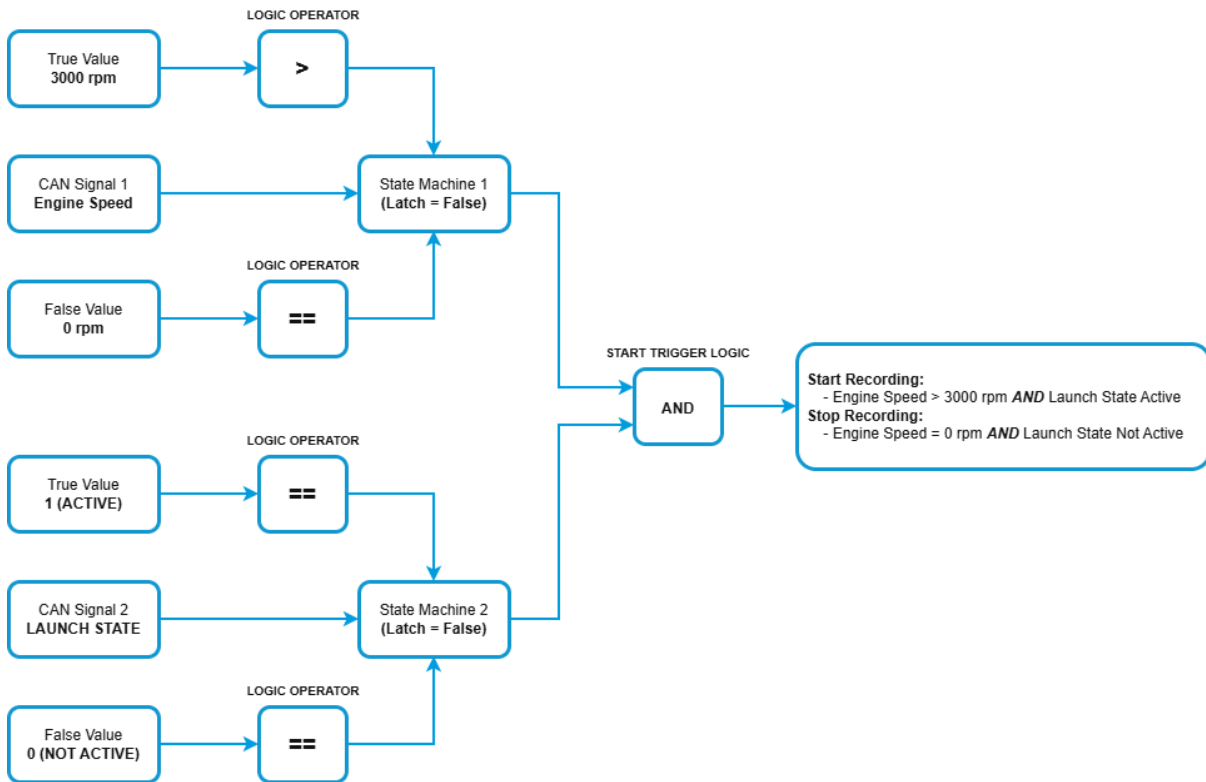 LOGIC OPERATOR
True Value
3000 rpm
>
CAN Signal 1
Engine Speed
State Machine 1
(Latch = False)
LOGIC OPERATOR
False Value
0 rpm
==
START TRIGGER LOGIC
AND
Start Recording:
- Engine Speed > 3000 rpm AND Launch State Active
Stop Recording:
- Engine Speed = 0 rpm AND Launch State Not Active
LOGIC OPERATOR
True Value
1 (ACTIVE)
==
CAN Signal 2
LAUNCH STATE
State Machine 2
(Latch = False)
LOGIC OPERATOR
False Value
0 (NOT ACTIVE)
==